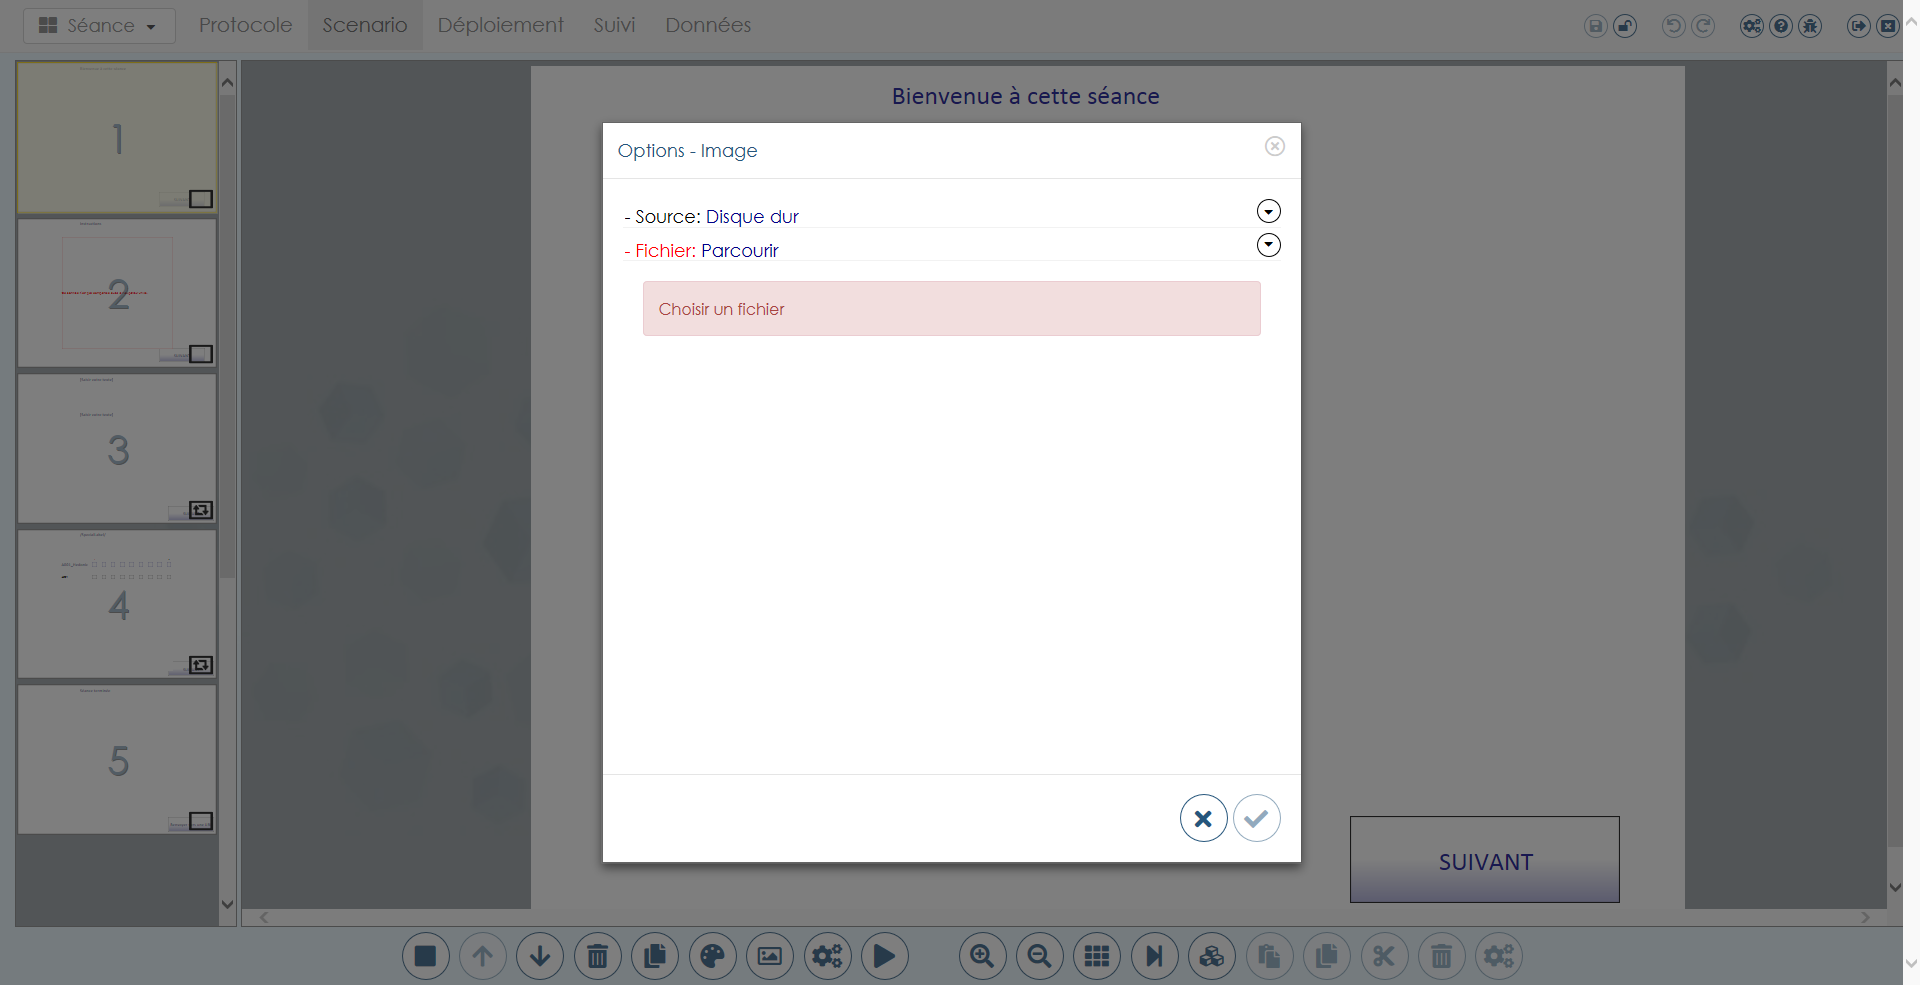 Séance
Protocole
Scenario
Déploiement
Suivi
Données
1
2
3
4
5
Bienvenue à cette séance
Options - Image
- Source: Disque dur
- Fichier: Parcourir
Choisir un fichier
SUIVANT